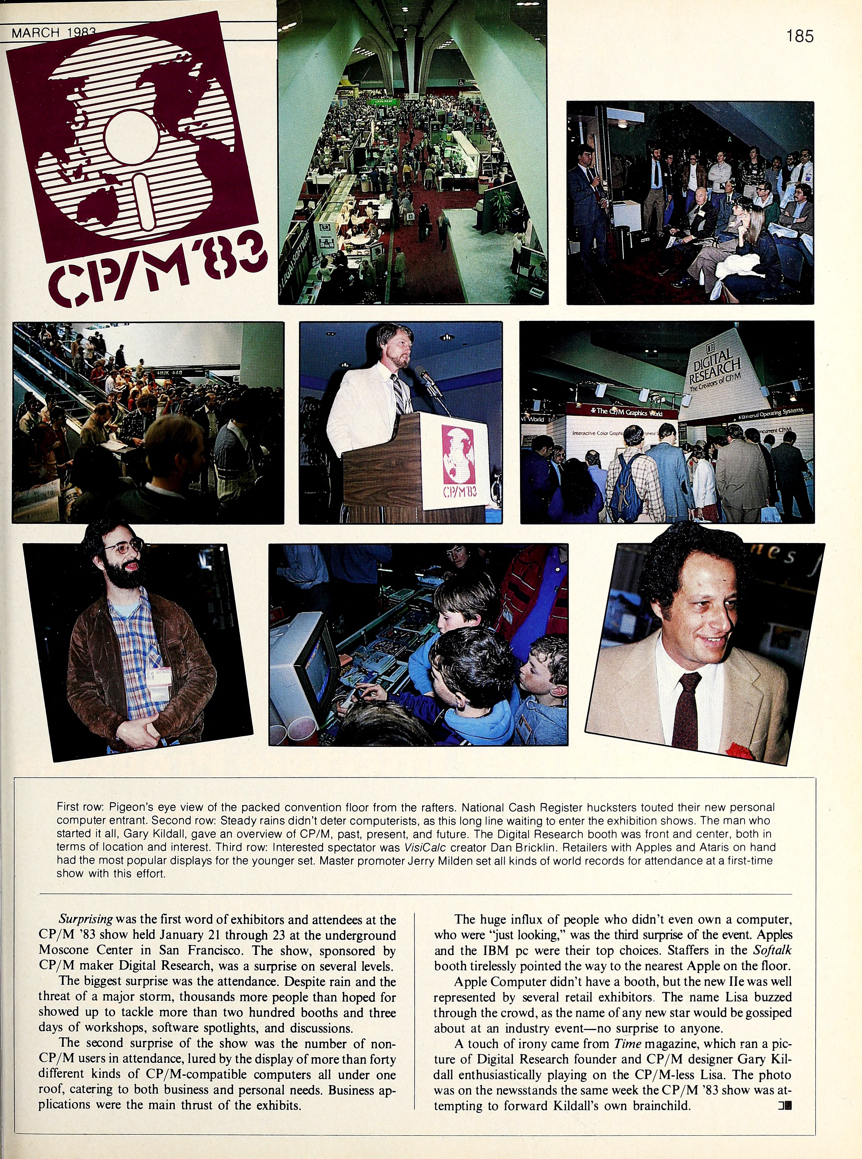 MARCH 1983
185
CP/M'83
DIGITAL
RESEARCH
The Creators of CP/M
The CP/M Graphics World
Universal Operating Systems
Interactive Color Graphics
CP/M'83
First row: Pigeon's eye view of the packed convention floor from the rafters. National Cash Register hucksters touted their new personal
computer entrant. Second row: Steady rains didn't deter computerists, as this long line waiting to enter the exhibition shows. The man who
started it all, Gary Kildall, gave an overview of CP/M, past, present, and future. The Digital Research booth was front and center, both in
terms of location and interest. Third row: Interested spectator was VisiCalc creator Dan Bricklin. Retailers with Apples and Ataris on hand
had the most popular displays for the younger set. Master promoter Jerry Milden set all kinds of world records for attendance at a first-time
show with this effort.
Surprising was the first word of exhibitors and attendees at the
CP/M '83 show held January 21 through 23 at the underground
Moscone Center in San Francisco. The show, sponsored by
CP/M maker Digital Research, was a surprise on several levels.
The biggest surprise was the attendance. Despite rain and the
threat of a major storm, thousands more people than hoped for
showed up to tackle more than two hundred booths and three
days of workshops, software spotlights, and discussions.
The second surprise of the show was the number of non-
CP/M users in attendance, lured by the display of more than forty
different kinds of CP/M-compatible computers all under one
roof, catering to both business and personal needs. Business ap-
plications were the main thrust of the exhibits.
The huge influx of people who didn't even own a computer,
who were "just looking," was the third surprise of the event. Apples
and the IBM pc were their top choices. Staffers in the Softalk
booth tirelessly pointed the way to the nearest Apple on the floor.
Apple Computer didn't have a booth, but the new IIe was well
represented by several retail exhibitors. The name Lisa buzzed
through the crowd, as the name of any new star would be gossiped
about at an industry event—no surprise to anyone.
A touch of irony came from Time magazine, which ran a pic-
ture of Digital Research founder and CP/M designer Gary Kil-
dall enthusiastically playing on the CP/M-less Lisa. The photo
was on the newsstands the same week the CP/M '83 show was at-
tempting to forward Kildall's own brainchild.